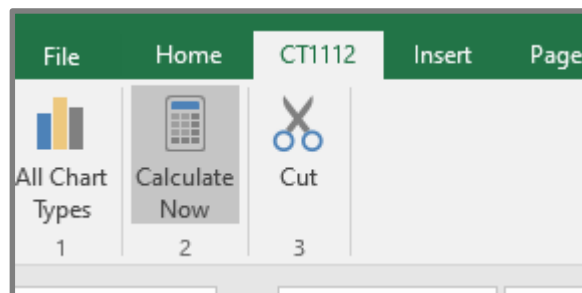 File Home CT1112 Insert Page
All Chart Calculate Cut
Types Now
1 2 3